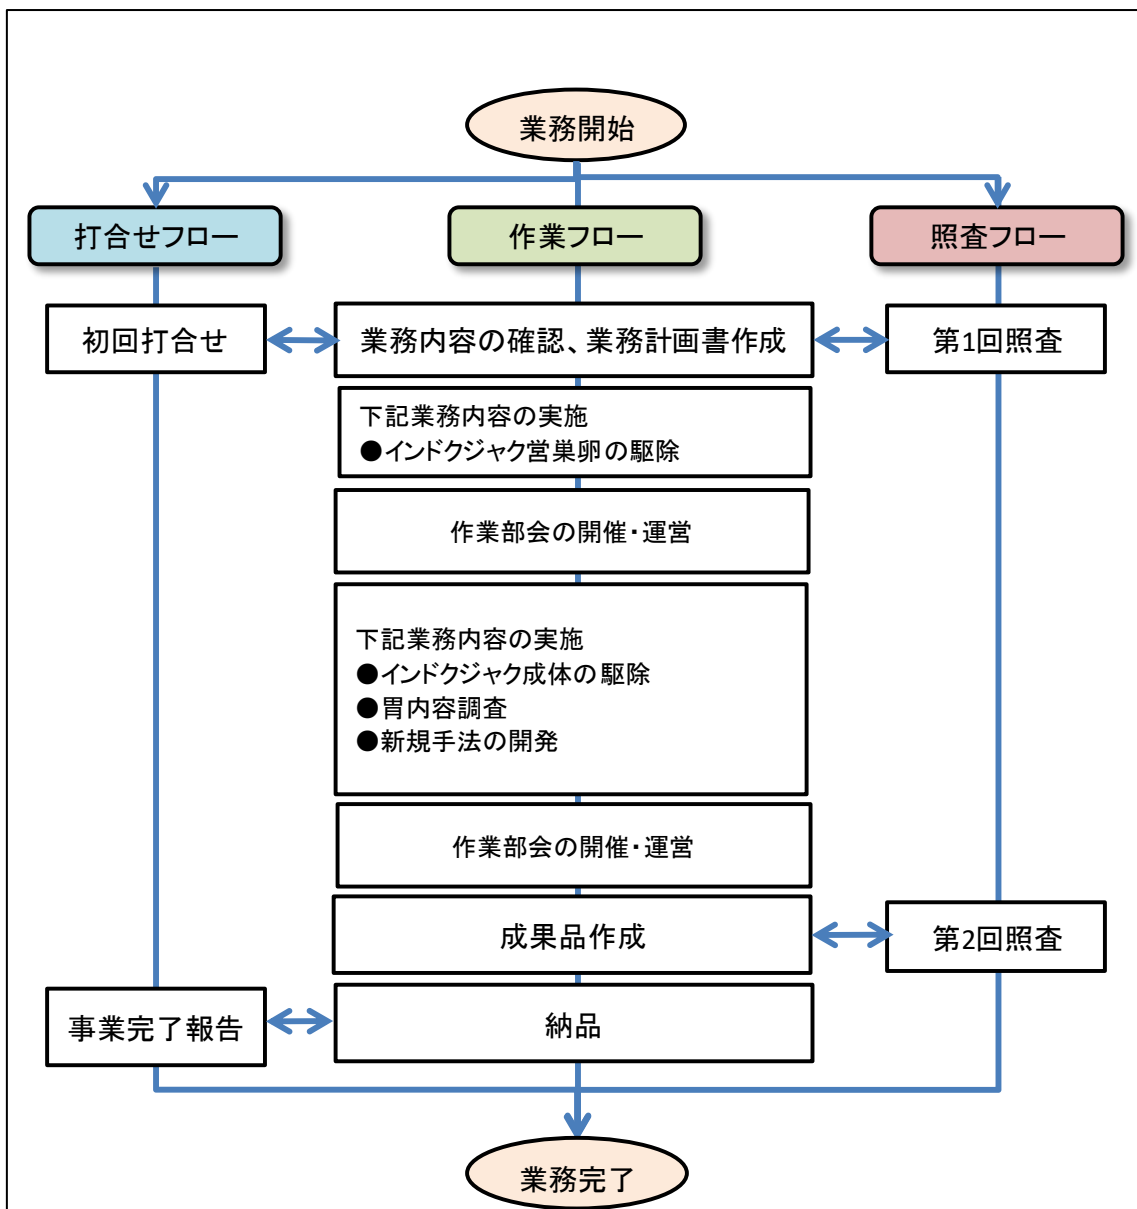 業務開始
打合せフロー
作業フロー
照査フロー
初回打合せ
業務内容の確認、業務計画書作成
第1回照査
下記業務内容の実施
●インドクジャク営巣卵の駆除
作業部会の開催・運営
下記業務内容の実施
●インドクジャク成体の駆除
●胃内容調査
●新規手法の開発
作業部会の開催・運営
成果品作成
第2回照査
事業完了報告
納品
業務完了